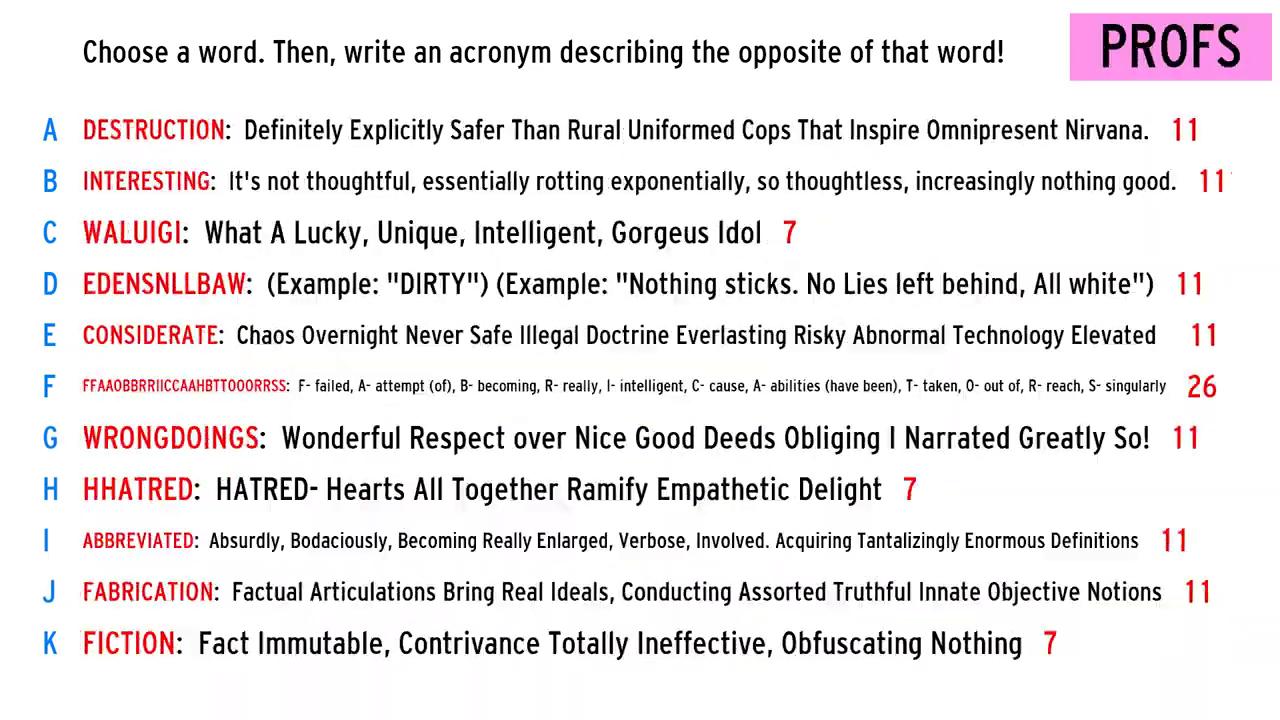 Choose a word. Then, write an acronym describing the opposite of that word!
PROFS
A DESTRUCTION: Definitely Explicitly Safer Than Rural Uniformed Cops That Inspire Omnipresent Nirvana. 11
B INTERESTING: It's not thoughtful, essentially rotting exponentially, so thoughtless, increasingly nothing good. 11
C WALUIGI: What A Lucky, Unique, Intelligent, Gorgeus Idol 7
D EDENSNLLBAW: (Example: "DIRTY") (Example: "Nothing sticks. No Lies left behind, All white") 11
E CONSIDERATE: Chaos Overnight Never Safe Illegal Doctrine Everlasting Risky Abnormal Technology Elevated 11
F FFAAOBBRRIICCAAHBTTOOORRSS: F- failed, A- attempt (of), B- becoming, R- really, I- intelligent, C- cause, A- abilities (have been), T- taken, O- out of, R- reach, S- singularly 26
G WRONGDOINGS: Wonderful Respect over Nice Good Deeds Obliging I Narrated Greatly So! 11
H HHATRED: HATRED- Hearts All Together Ramify Empathetic Delight 7
I ABBREVIATED: Absurdly, Bodaciously, Becoming Really Enlarged, Verbose, Involved. Acquiring Tantalizingly Enormous Definitions 11
J FABRICATION: Factual Articulations Bring Real Ideals, Conducting Assorted Truthful Innate Objective Notions 11
K FICTION: Fact Immutable, Contrivance Totally Ineffective, Obfuscating Nothing 7